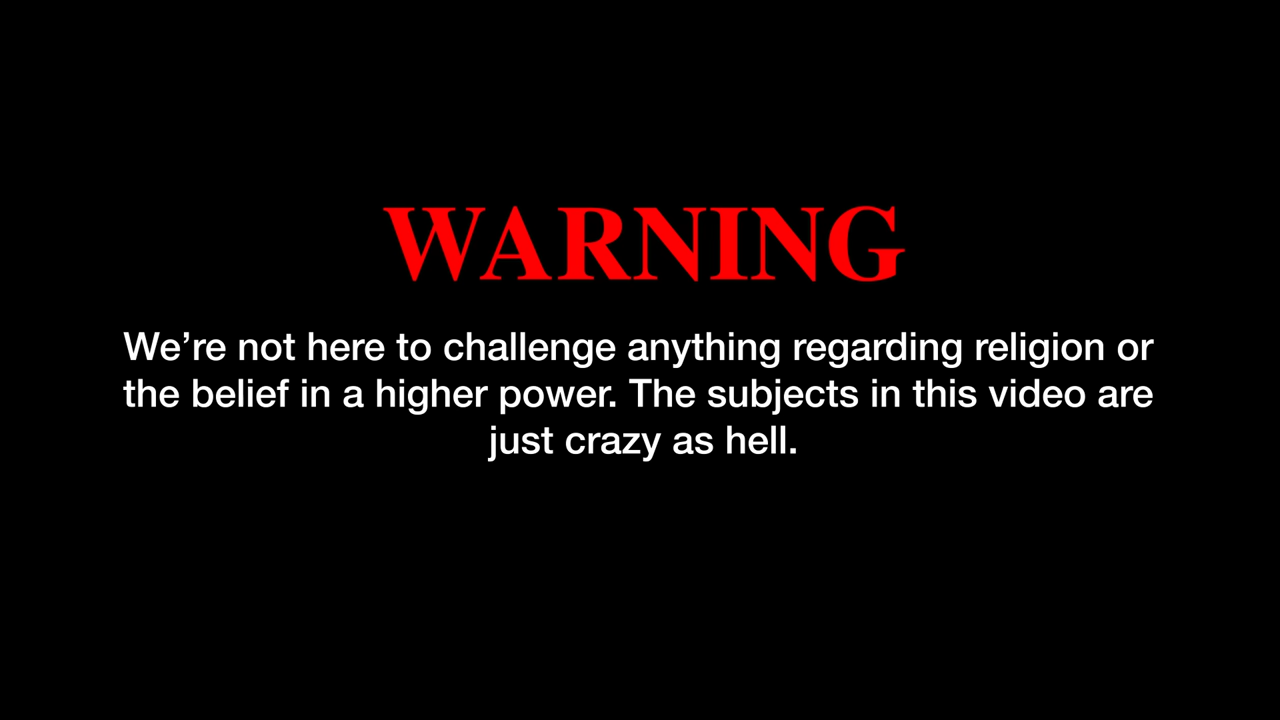 WARNING
We’re not here to challenge anything regarding religion or
the belief in a higher power. The subjects in this video are
just crazy as hell.